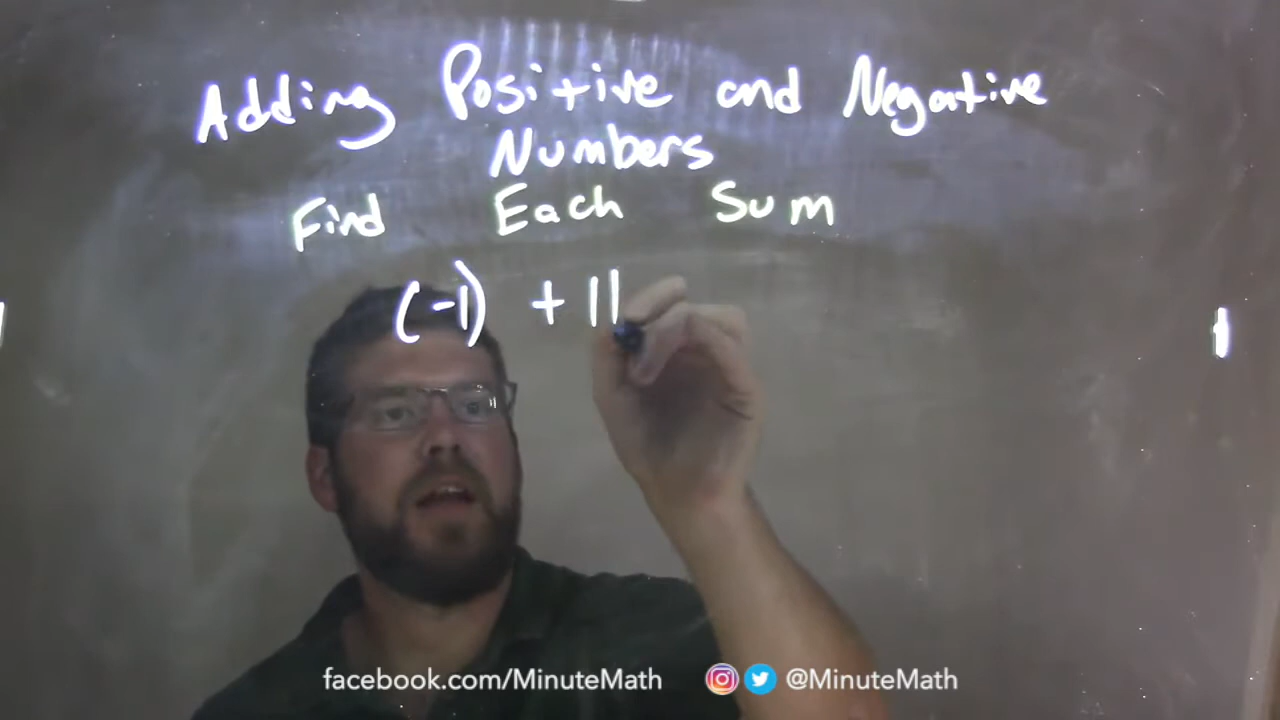 Adding Positive and Negative
Numbers
Find Each Sum
(-1) + 11
facebook.com/MinuteMath @MinuteMath